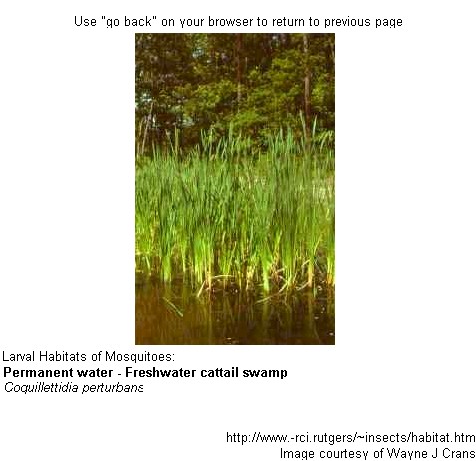 Use "go back" on your browser to return to previous page
Larval Habitats of Mosquitoes:
Permanent water - Freshwater cattail swamp
Coquillettidia perturbans
http://www.-rci.rutgers/~insects/habitat.htm
Image courtesy of Wayne J Crans